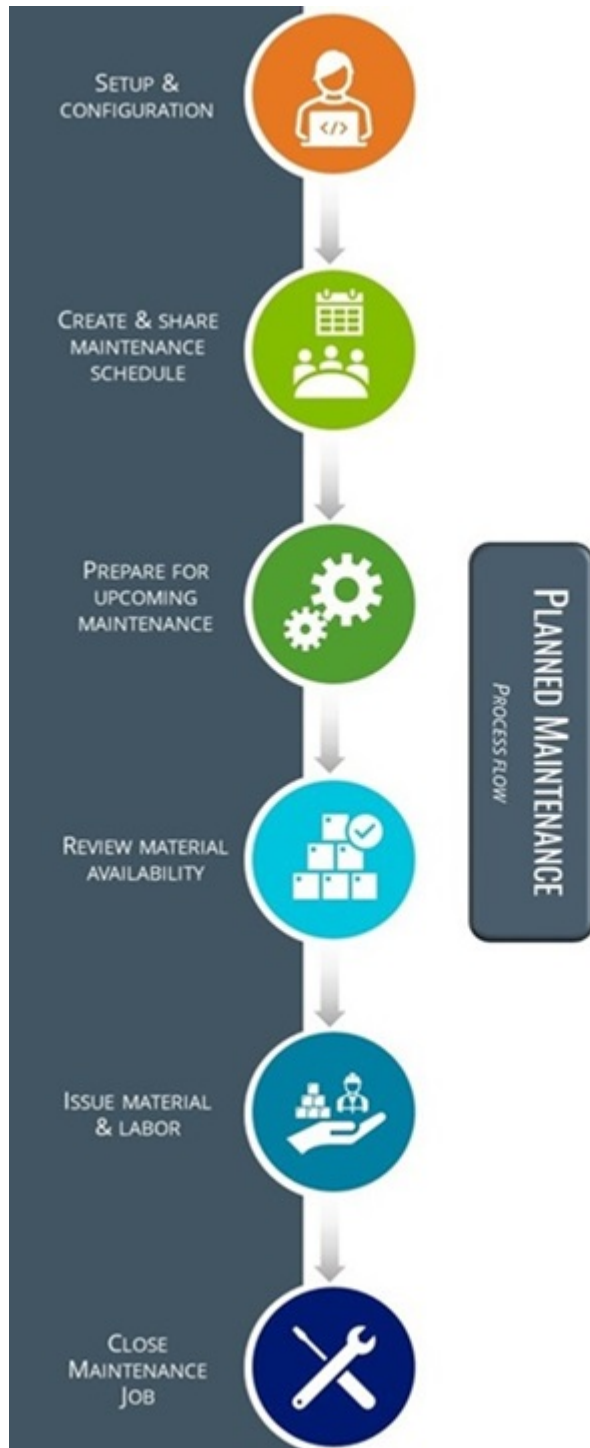 SETUP &
CONFIGURATION
</>
CREATE & SHARE
MAINTENANCE
SCHEDULE
PREPARE FOR
UPCOMING
MAINTENANCE
REVIEW MATERIAL
AVAILABILITY
ISSUE MATERIAL
& LABOR
CLOSE
MAINTENANCE
JOB
PLANNED MAINTENANCE
PROCESS FLOW